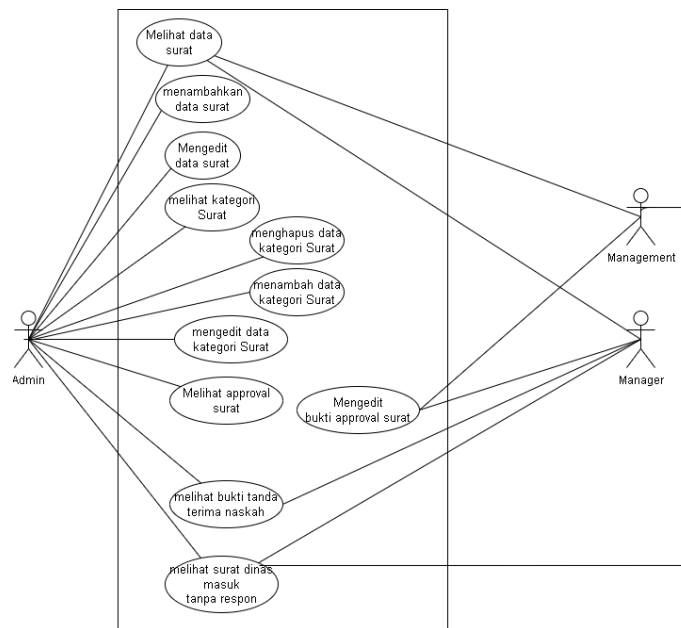 Melihat data
surat
menambahkan
data surat
Mengedit
data surat
melihat kategori
Surat
menghapus data
kategori Surat
menambah data
kategori Surat
mengedit data
kategori Surat
Melihat approval
surat
Mengedit
bukti approval surat
melihat bukti tanda
terima naskah
melihat surat dinas
masuk
tanpa respon
Admin
Management
Manager